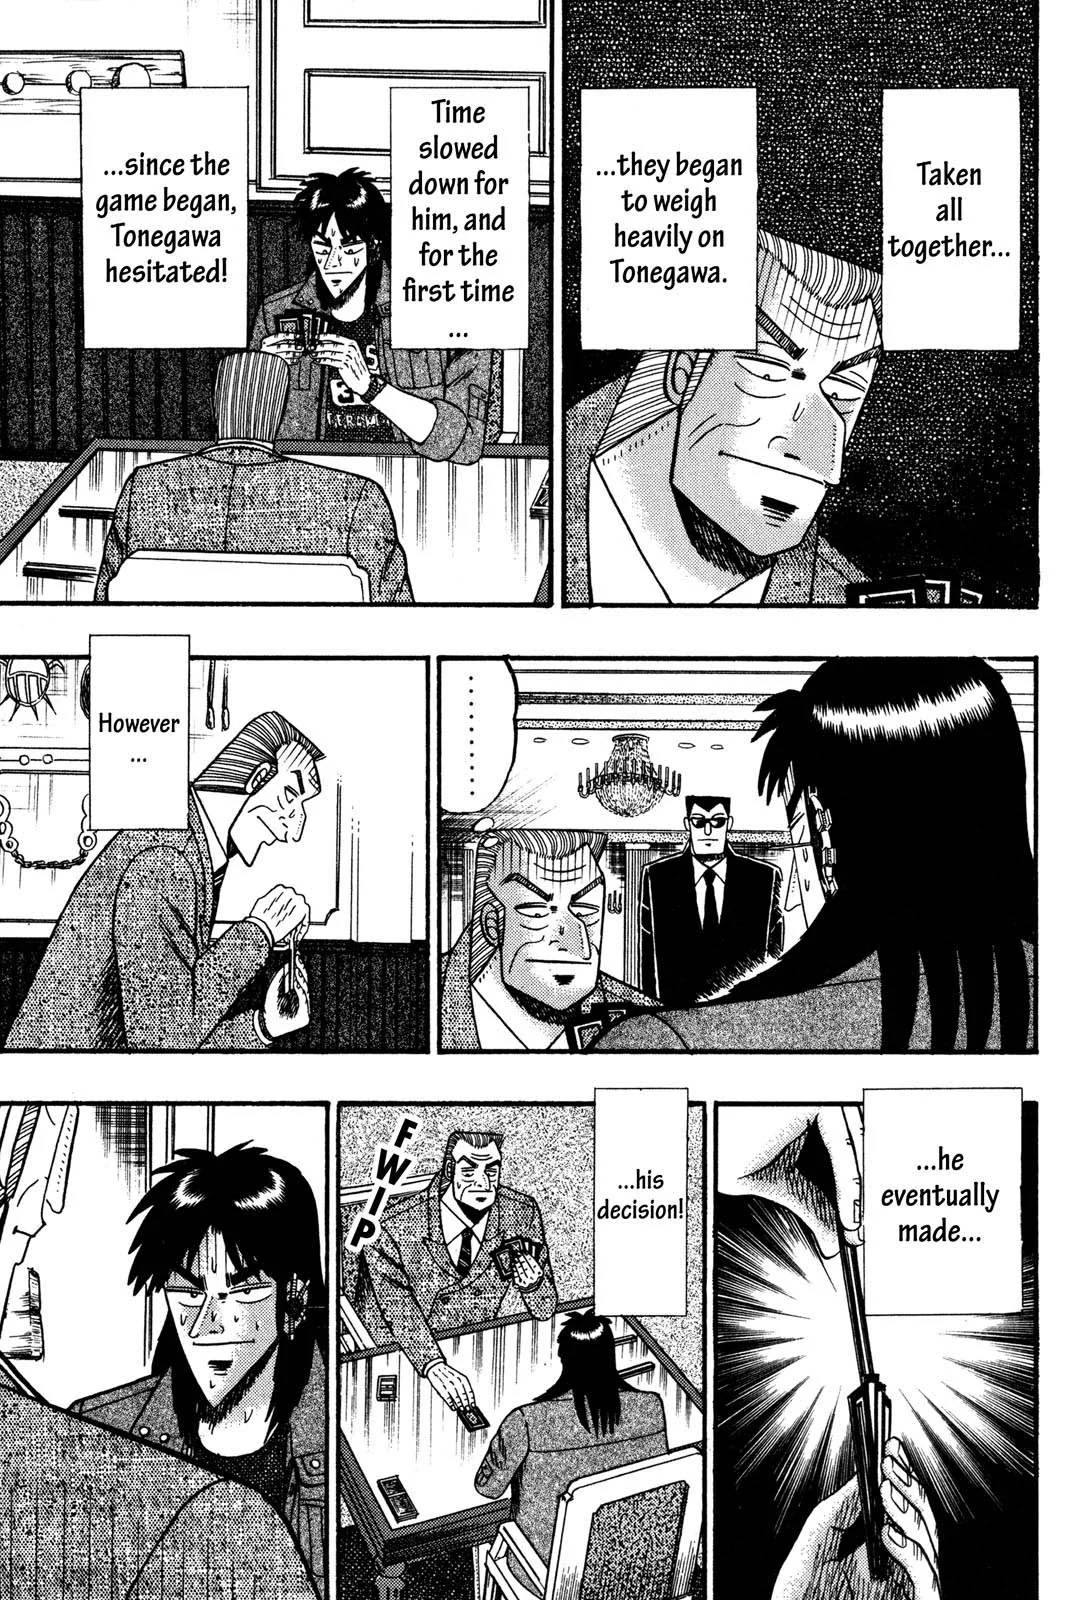 Taken
all
together...
...they began
to weigh
heavily on
Tonegawa.
Time
slowed
down for
him, and
for the
first time
...
...since the
game began,
Tonegawa
hesitated!
S
3
.........
However
...
...he
eventually
made...
...his
decision!
FWIP